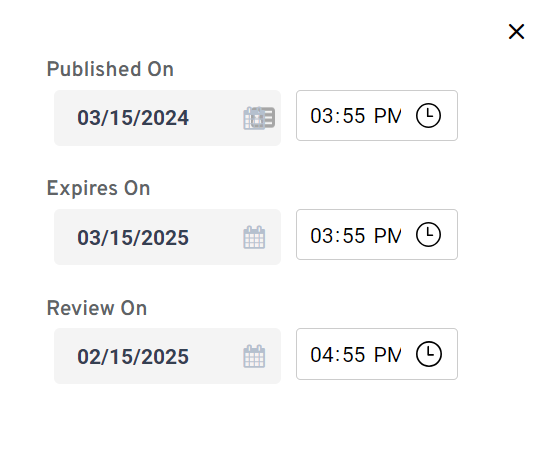 Published On
03/15/2024 03:55 PM
Expires On
03/15/2025 03:55 PM
Review On
02/15/2025 04:55 PM